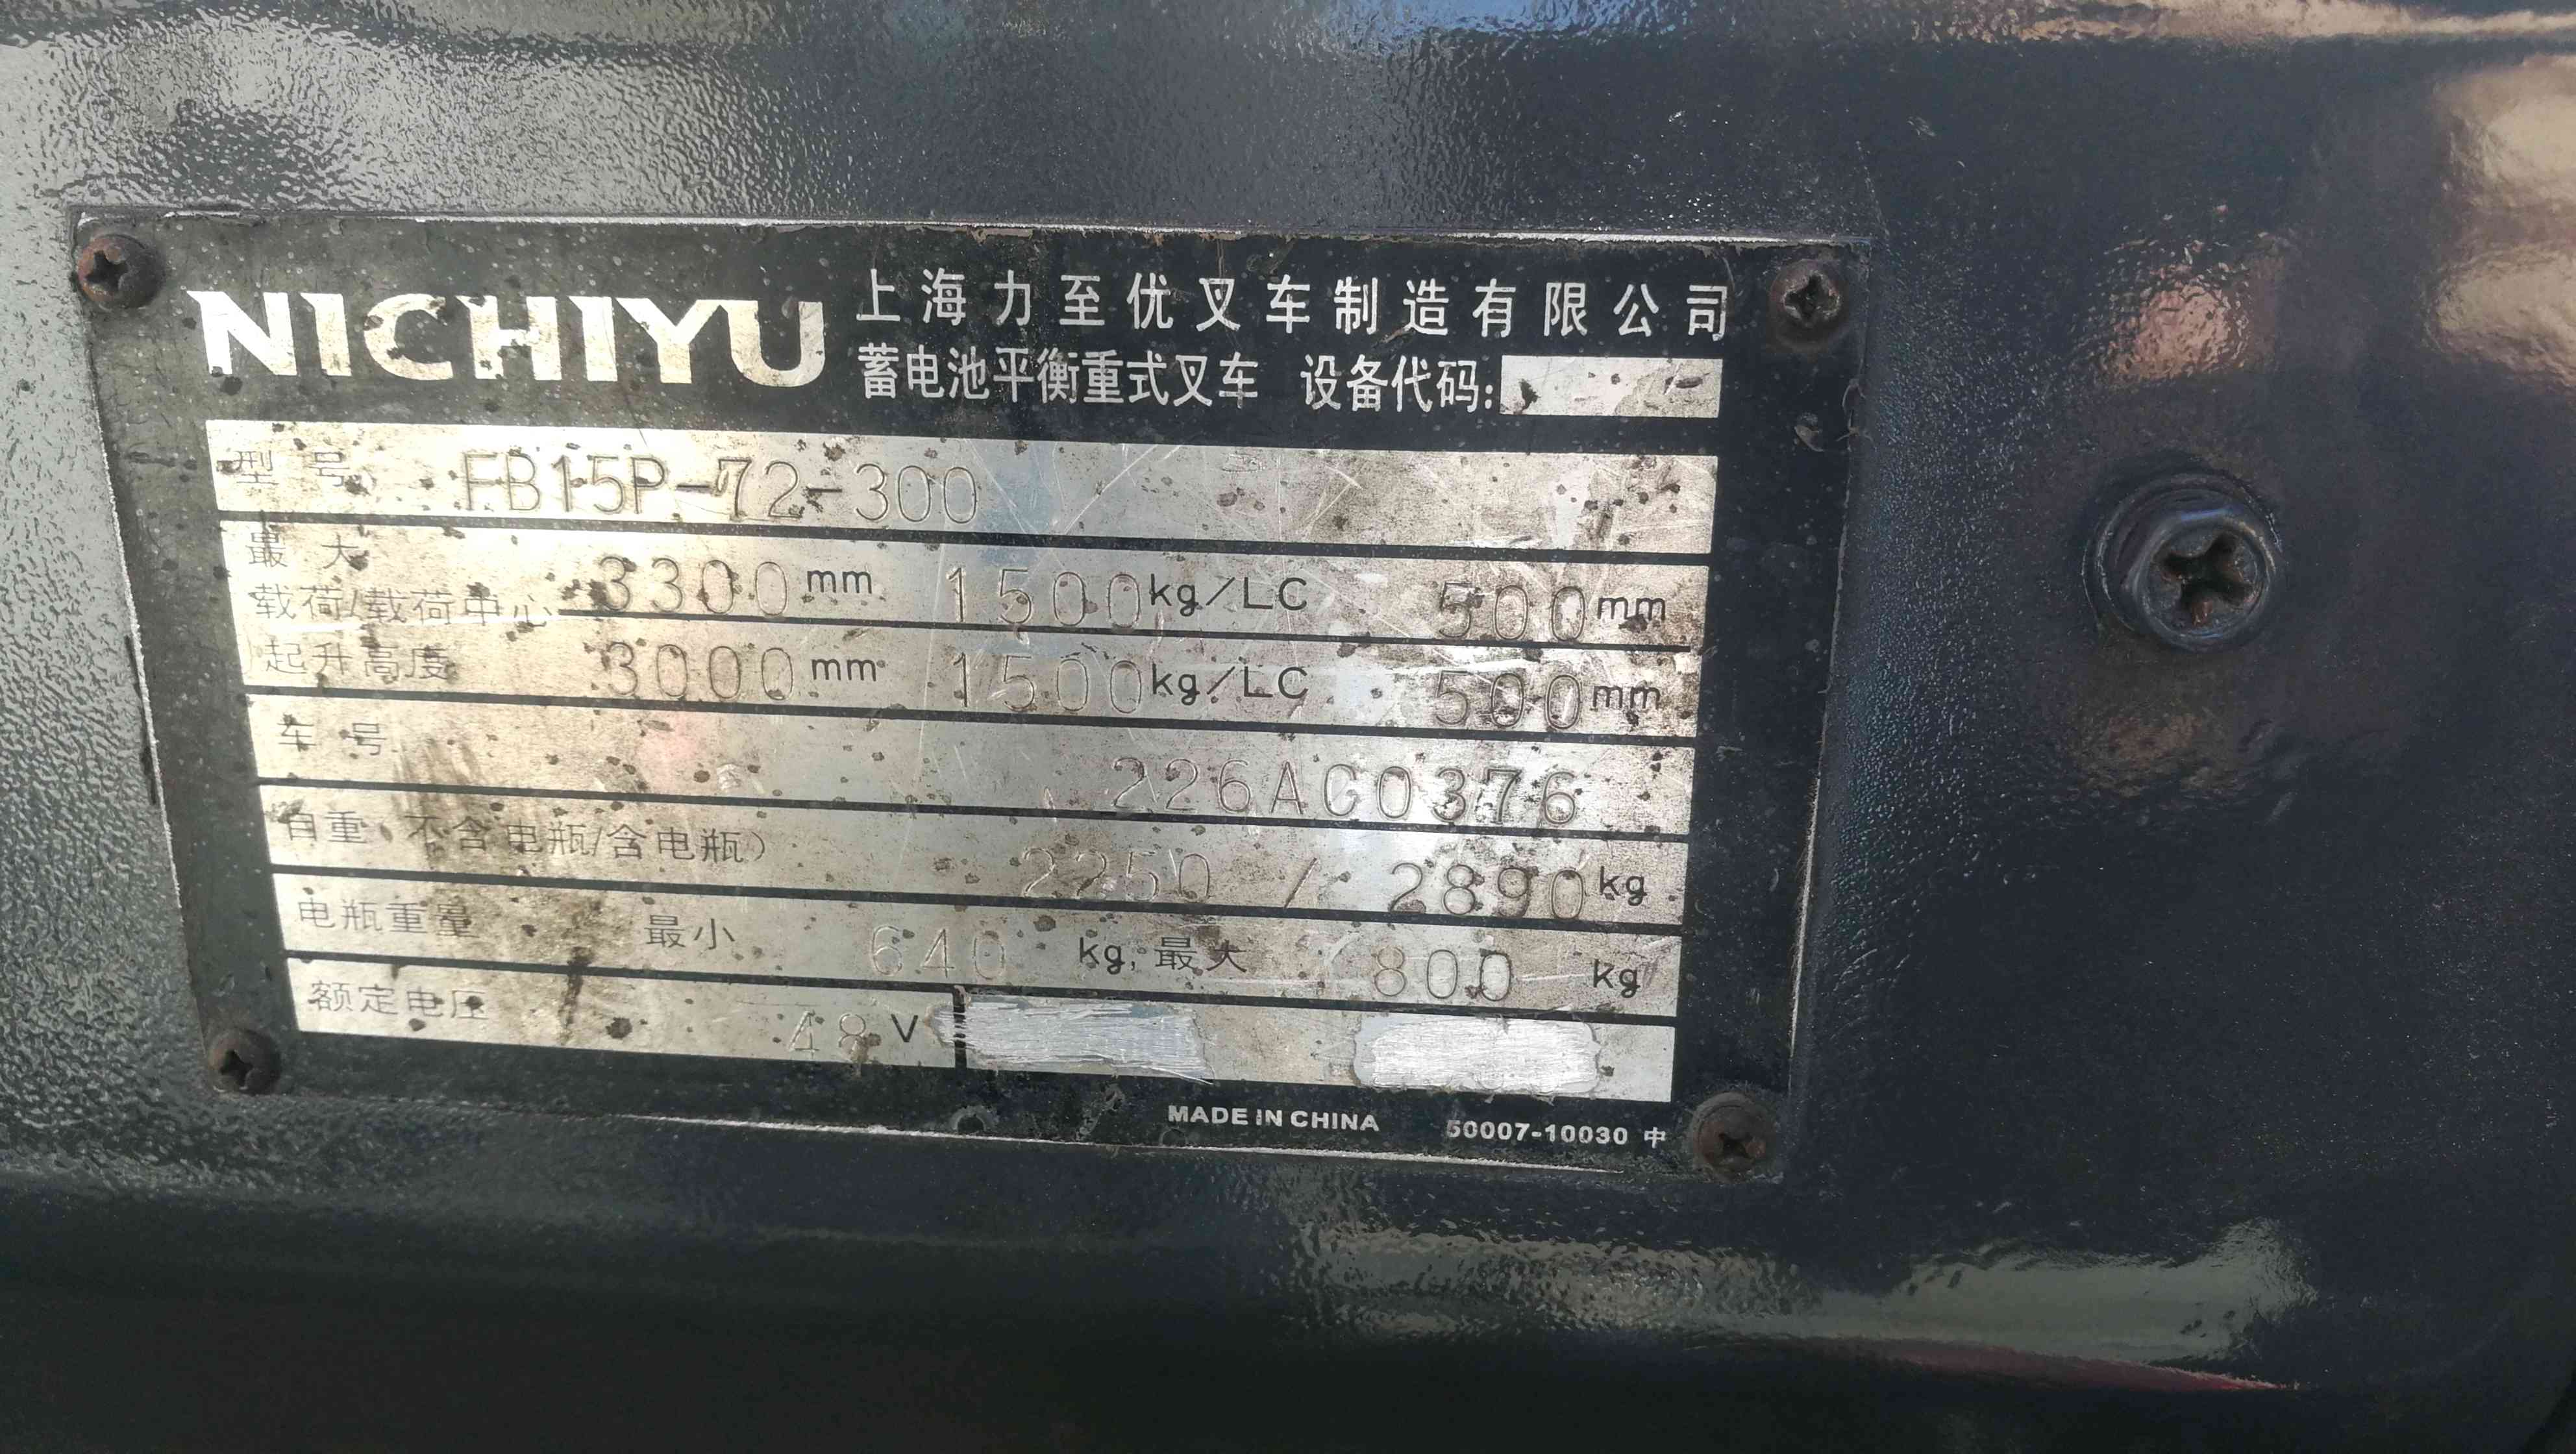 NICHIYU 上海力至优叉车制造有限公司
蓄电池平衡重式叉车 设备代码:
型号 FB15P-72-300
最大
载荷/载荷中心 3300mm 1500kg/LC 500mm
起升高度 3000mm 1500kg/LC 500mm
车号 226AC0376
自重(不含电瓶/含电瓶) 2250 / 2890kg
电瓶重量 最小 640 kg, 最大 800 kg
额定电压 48V
MADE IN CHINA 50007-10030 中